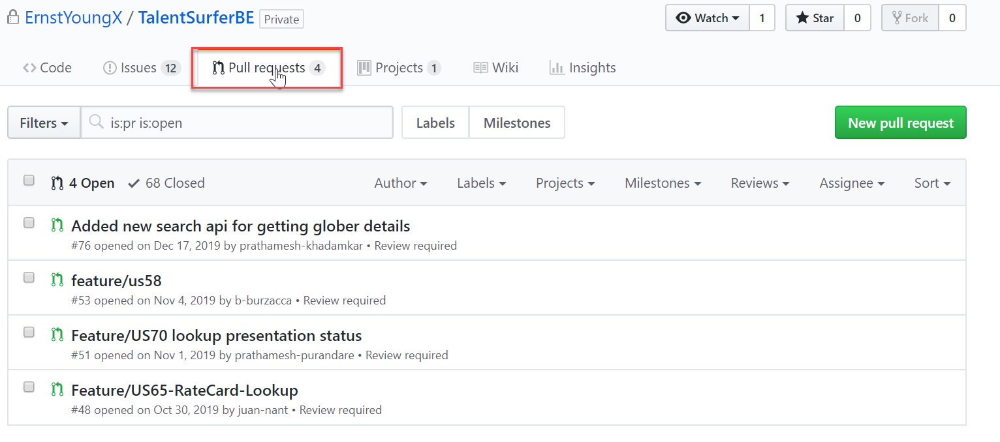 ErnstYoungX / TalentSurferBE Private Watch 1 Star 0 Fork 0
Code Issues 12 Pull requests 4 Projects 1 Wiki Insights
Filters is:pr is:open Labels Milestones New pull request
4 Open 68 Closed Author Labels Projects Milestones Reviews Assignee Sort
Added new search api for getting glober details
#76 opened on Dec 17, 2019 by prathamesh-khadamkar • Review required
feature/us58
#53 opened on Nov 4, 2019 by b-burzacca • Review required
Feature/US70 lookup presentation status
#51 opened on Nov 1, 2019 by prathamesh-purandare • Review required
Feature/US65-RateCard-Lookup
#48 opened on Oct 30, 2019 by juan-nant • Review required